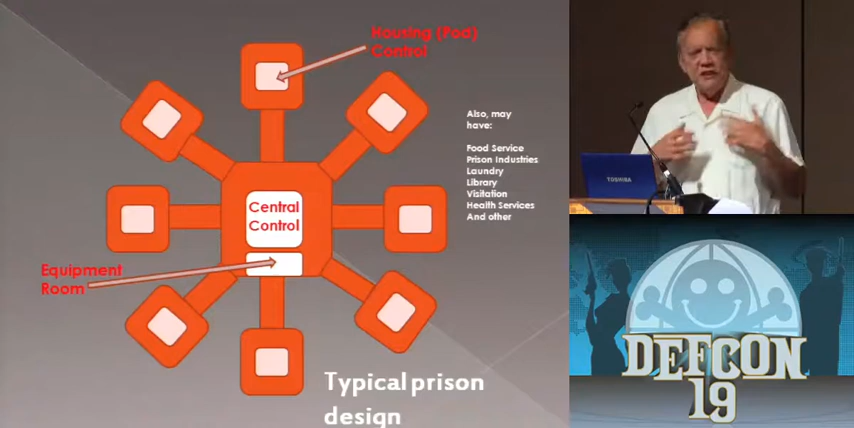 Housing (Pod)
Control
Also, may
have:
Food Service
Prison Industries
Laundry
Library
Visitation
Health Services
And other
Central
Control
Equipment
Room
Typical prison
design
TOSHIBA
DEFCON
19